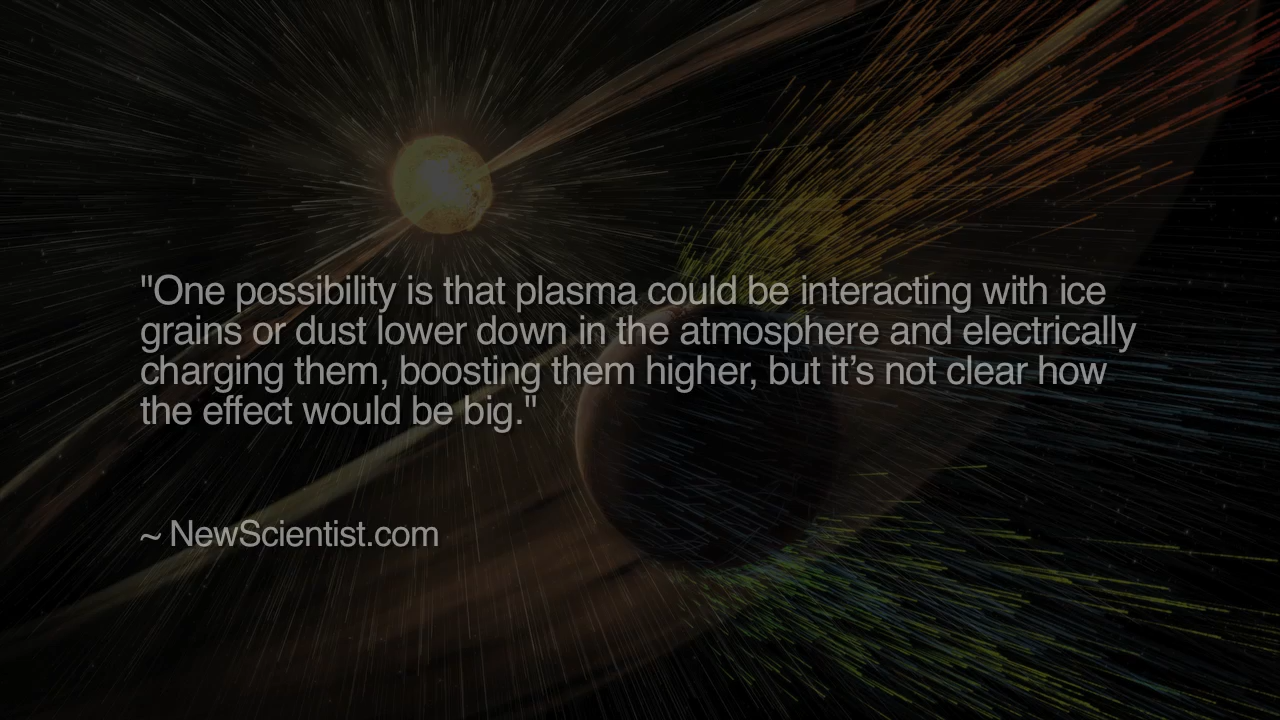 "One possibility is that plasma could be interacting with ice
grains or dust lower down in the atmosphere and electrically
charging them, boosting them higher, but it’s not clear how
the effect would be big."
~ NewScientist.com